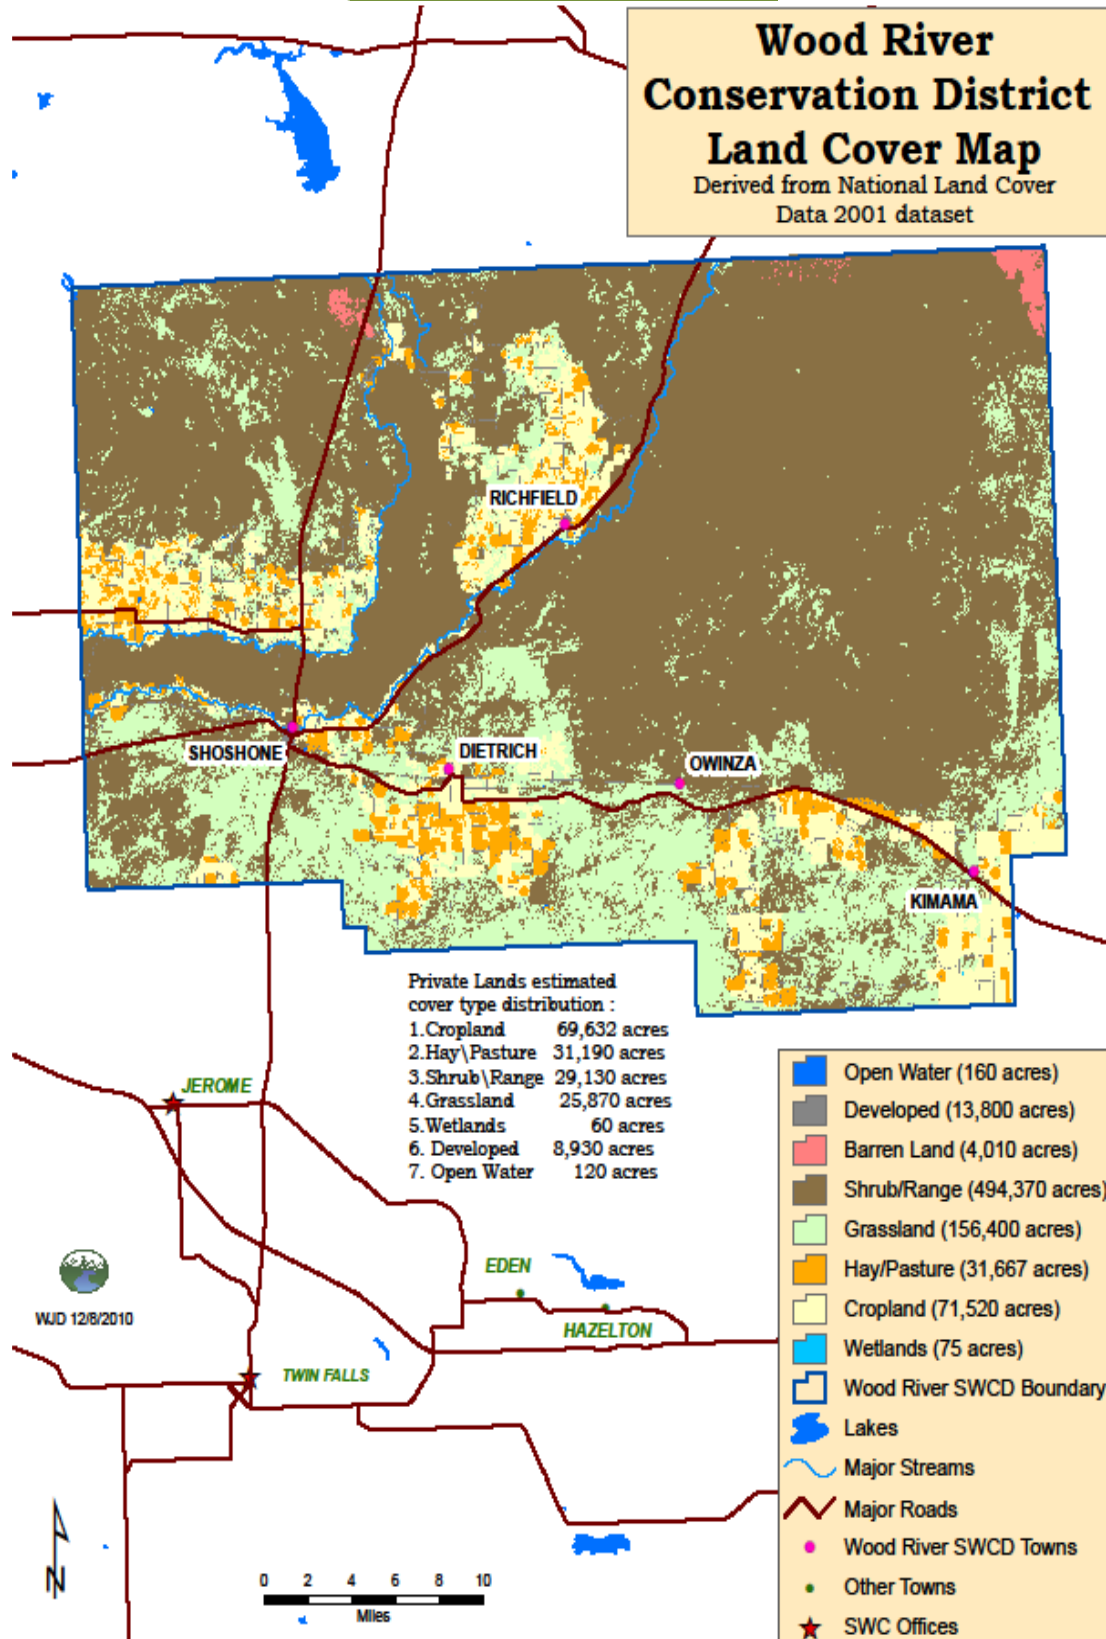 Wood River
Conservation District
Land Cover Map
Derived from National Land Cover
Data 2001 dataset
RICHFIELD
SHOSHONE
DIETRICH
OWINZA
KIMAMA
Private Lands estimated
cover type distribution :
1.Cropland 69,632 acres
2.Hay\Pasture 31,190 acres
3.Shrub\Range 29,130 acres
4.Grassland 25,870 acres
5.Wetlands 60 acres
6. Developed 8,930 acres
7. Open Water 120 acres
JEROME
EDEN
HAZELTON
TWIN FALLS
WJD 12/8/2010
N
0 2 4 6 8 10
Miles
Open Water (160 acres)
Developed (13,800 acres)
Barren Land (4,010 acres)
Shrub/Range (494,370 acres)
Grassland (156,400 acres)
Hay/Pasture (31,667 acres)
Cropland (71,520 acres)
Wetlands (75 acres)
Wood River SWCD Boundary
Lakes
Major Streams
Major Roads
Wood River SWCD Towns
Other Towns
SWC Offices